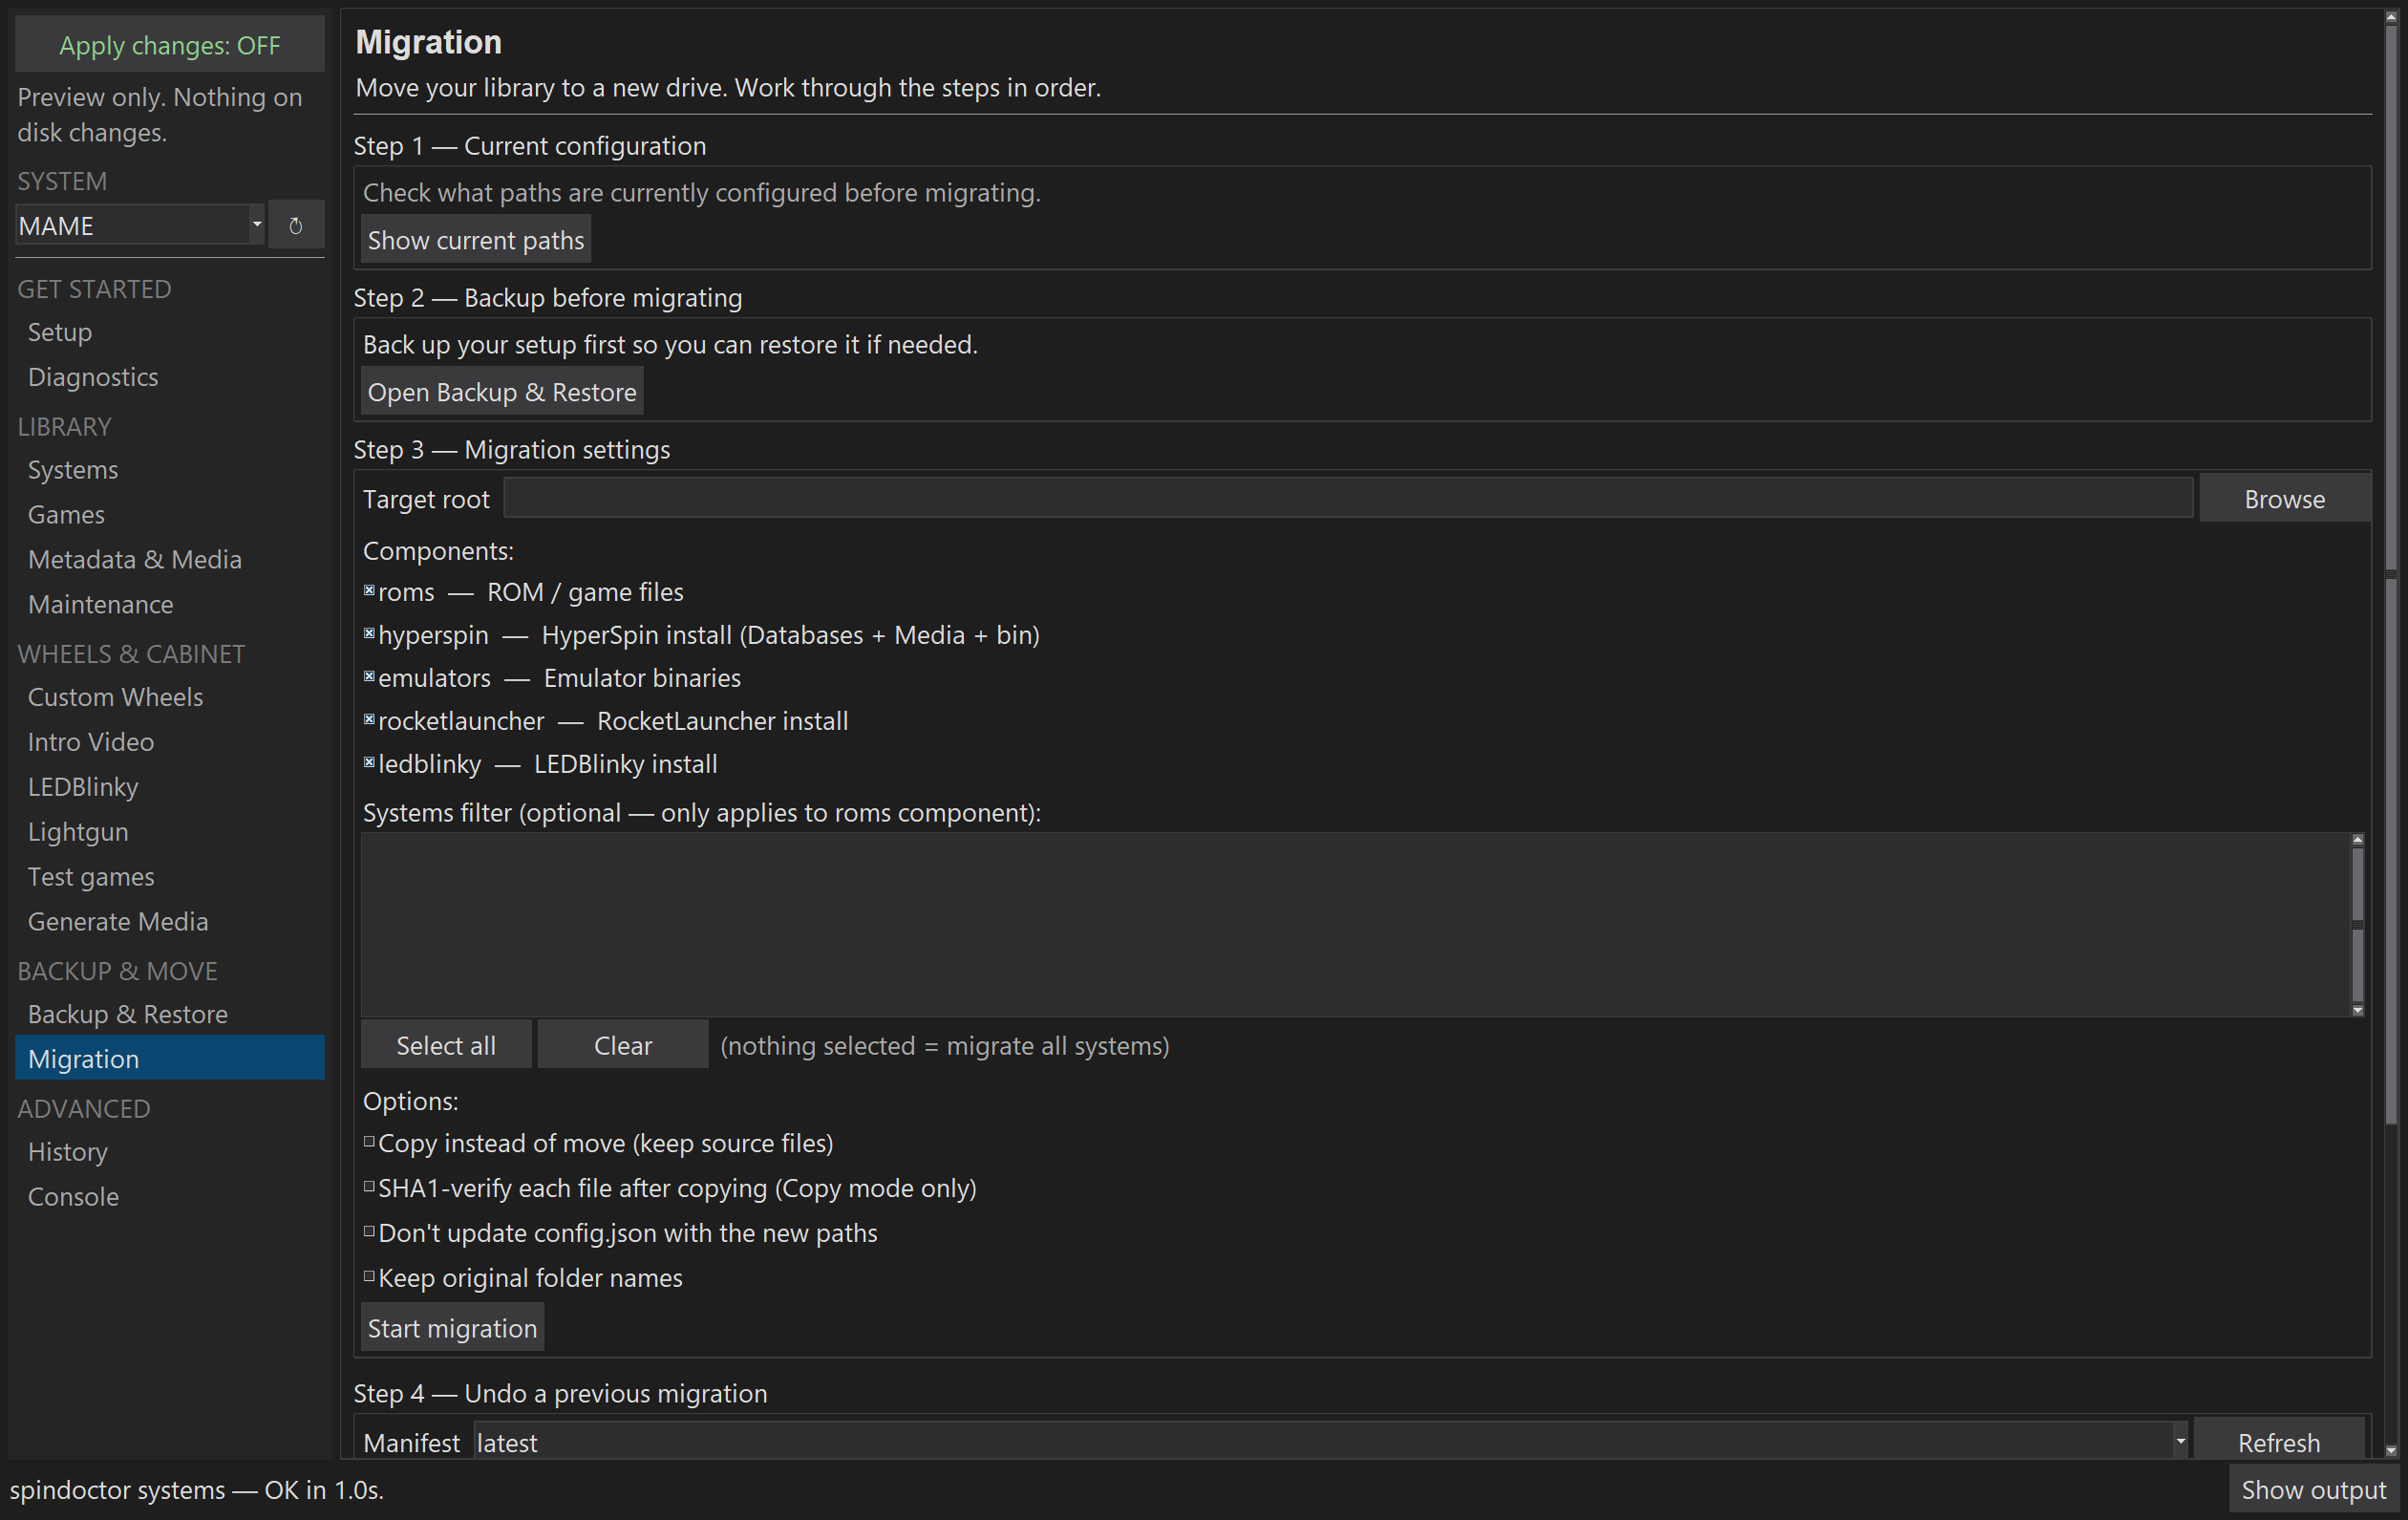 Apply changes: OFF
Preview only. Nothing on
disk changes.
SYSTEM
MAME
GET STARTED
Setup
Diagnostics
LIBRARY
Systems
Games
Metadata & Media
Maintenance
WHEELS & CABINET
Custom Wheels
Intro Video
LEDBlinky
Lightgun
Test games
Generate Media
BACKUP & MOVE
Backup & Restore
Migration
ADVANCED
History
Console
Migration
Move your library to a new drive. Work through the steps in order.
Step 1 — Current configuration
Check what paths are currently configured before migrating.
Show current paths
Step 2 — Backup before migrating
Back up your setup first so you can restore it if needed.
Open Backup & Restore
Step 3 — Migration settings
Target root
Browse
Components:
roms — ROM / game files
hyperspin — HyperSpin install (Databases + Media + bin)
emulators — Emulator binaries
rocketlauncher — RocketLauncher install
ledblinky — LEDBlinky install
Systems filter (optional — only applies to roms component):
Select all Clear (nothing selected = migrate all systems)
Options:
Copy instead of move (keep source files)
SHA1-verify each file after copying (Copy mode only)
Don't update config.json with the new paths
Keep original folder names
Start migration
Step 4 — Undo a previous migration
Manifest latest Refresh
spindoctor systems — OK in 1.0s.
Show output